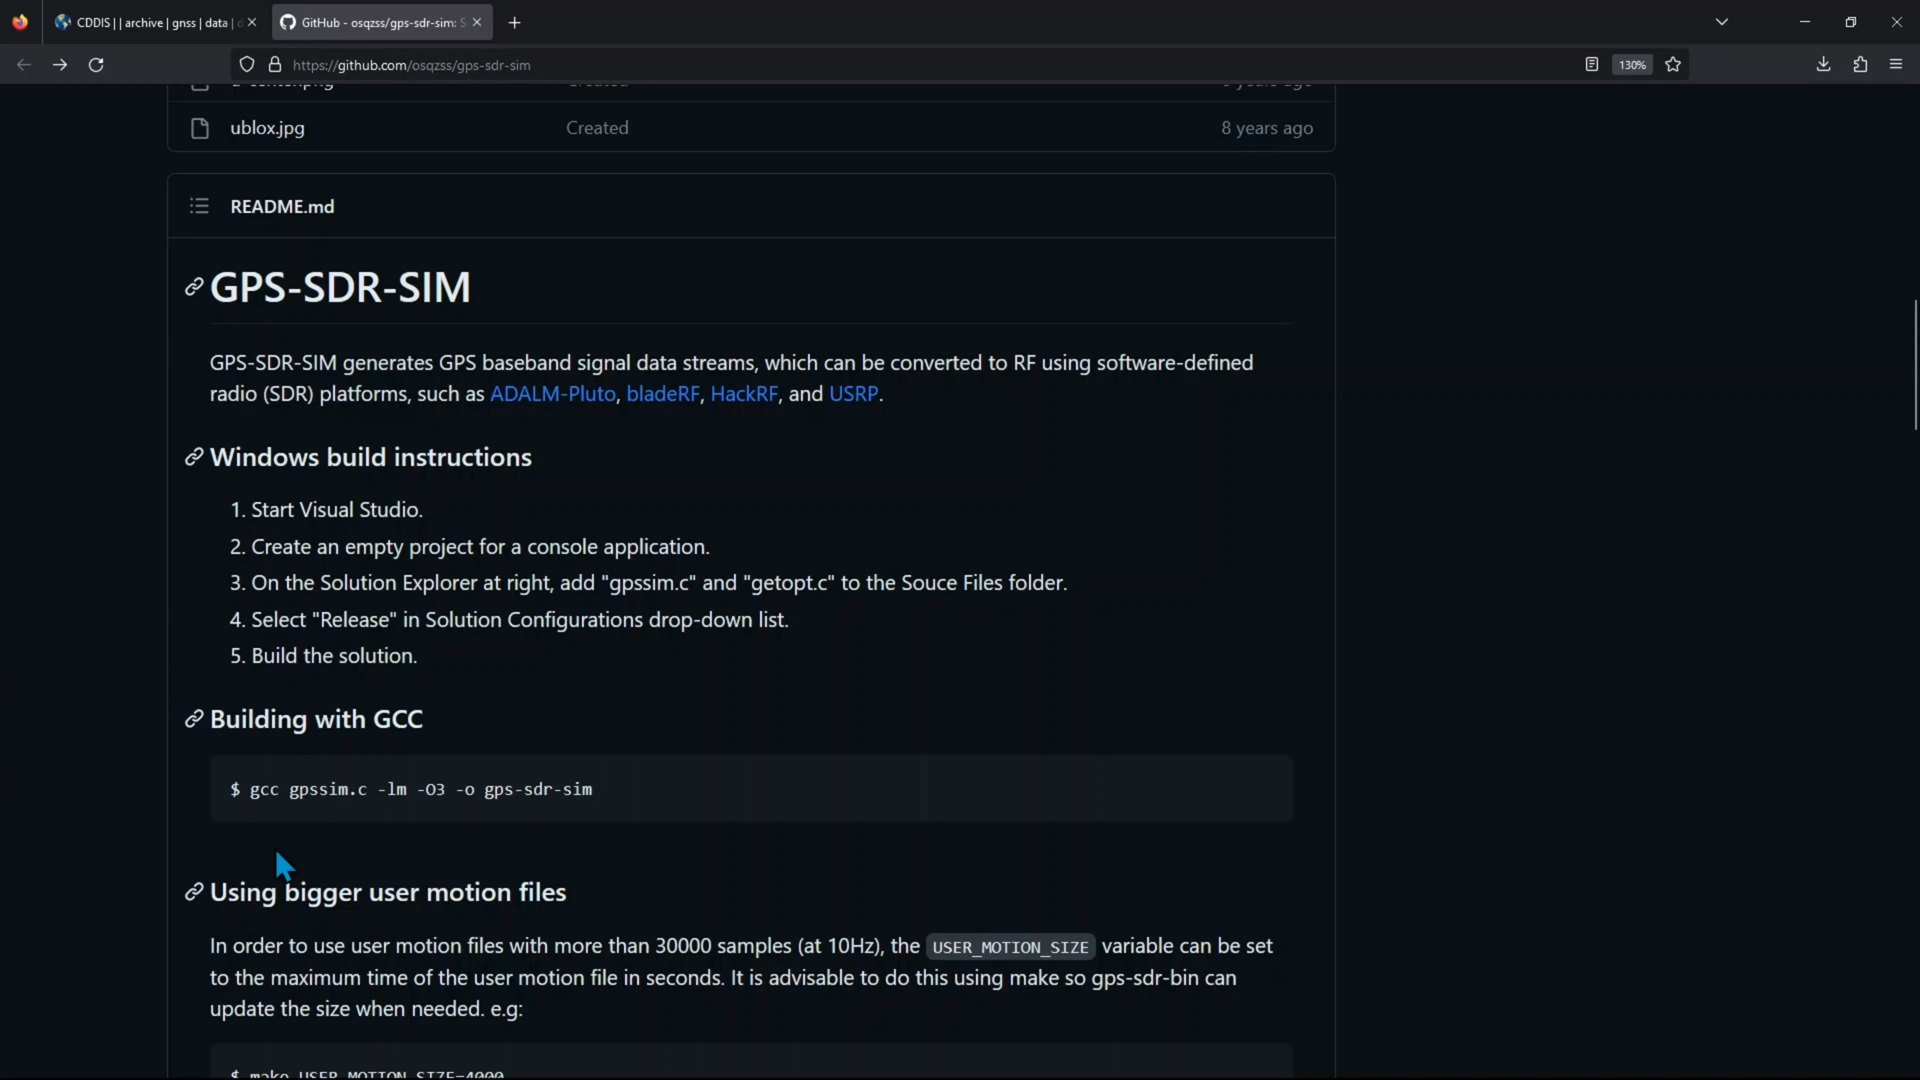 CDDIS | | archive | gnss | data |
GitHub - osqzss/gps-sdr-sim: S
https://github.com/osqzss/gps-sdr-sim
130%
ublox.jpg Created 8 years ago
README.md
GPS-SDR-SIM
GPS-SDR-SIM generates GPS baseband signal data streams, which can be converted to RF using software-defined
radio (SDR) platforms, such as ADALM-Pluto, bladeRF, HackRF, and USRP.
Windows build instructions
1. Start Visual Studio.
2. Create an empty project for a console application.
3. On the Solution Explorer at right, add "gpssim.c" and "getopt.c" to the Souce Files folder.
4. Select "Release" in Solution Configurations drop-down list.
5. Build the solution.
Building with GCC
$ gcc gpssim.c -lm -O3 -o gps-sdr-sim
Using bigger user motion files
In order to use user motion files with more than 30000 samples (at 10Hz), the USER_MOTION_SIZE variable can be set
to the maximum time of the user motion file in seconds. It is advisable to do this using make so gps-sdr-bin can
update the size when needed. e.g:
$ make USER_MOTION_SIZE=4000